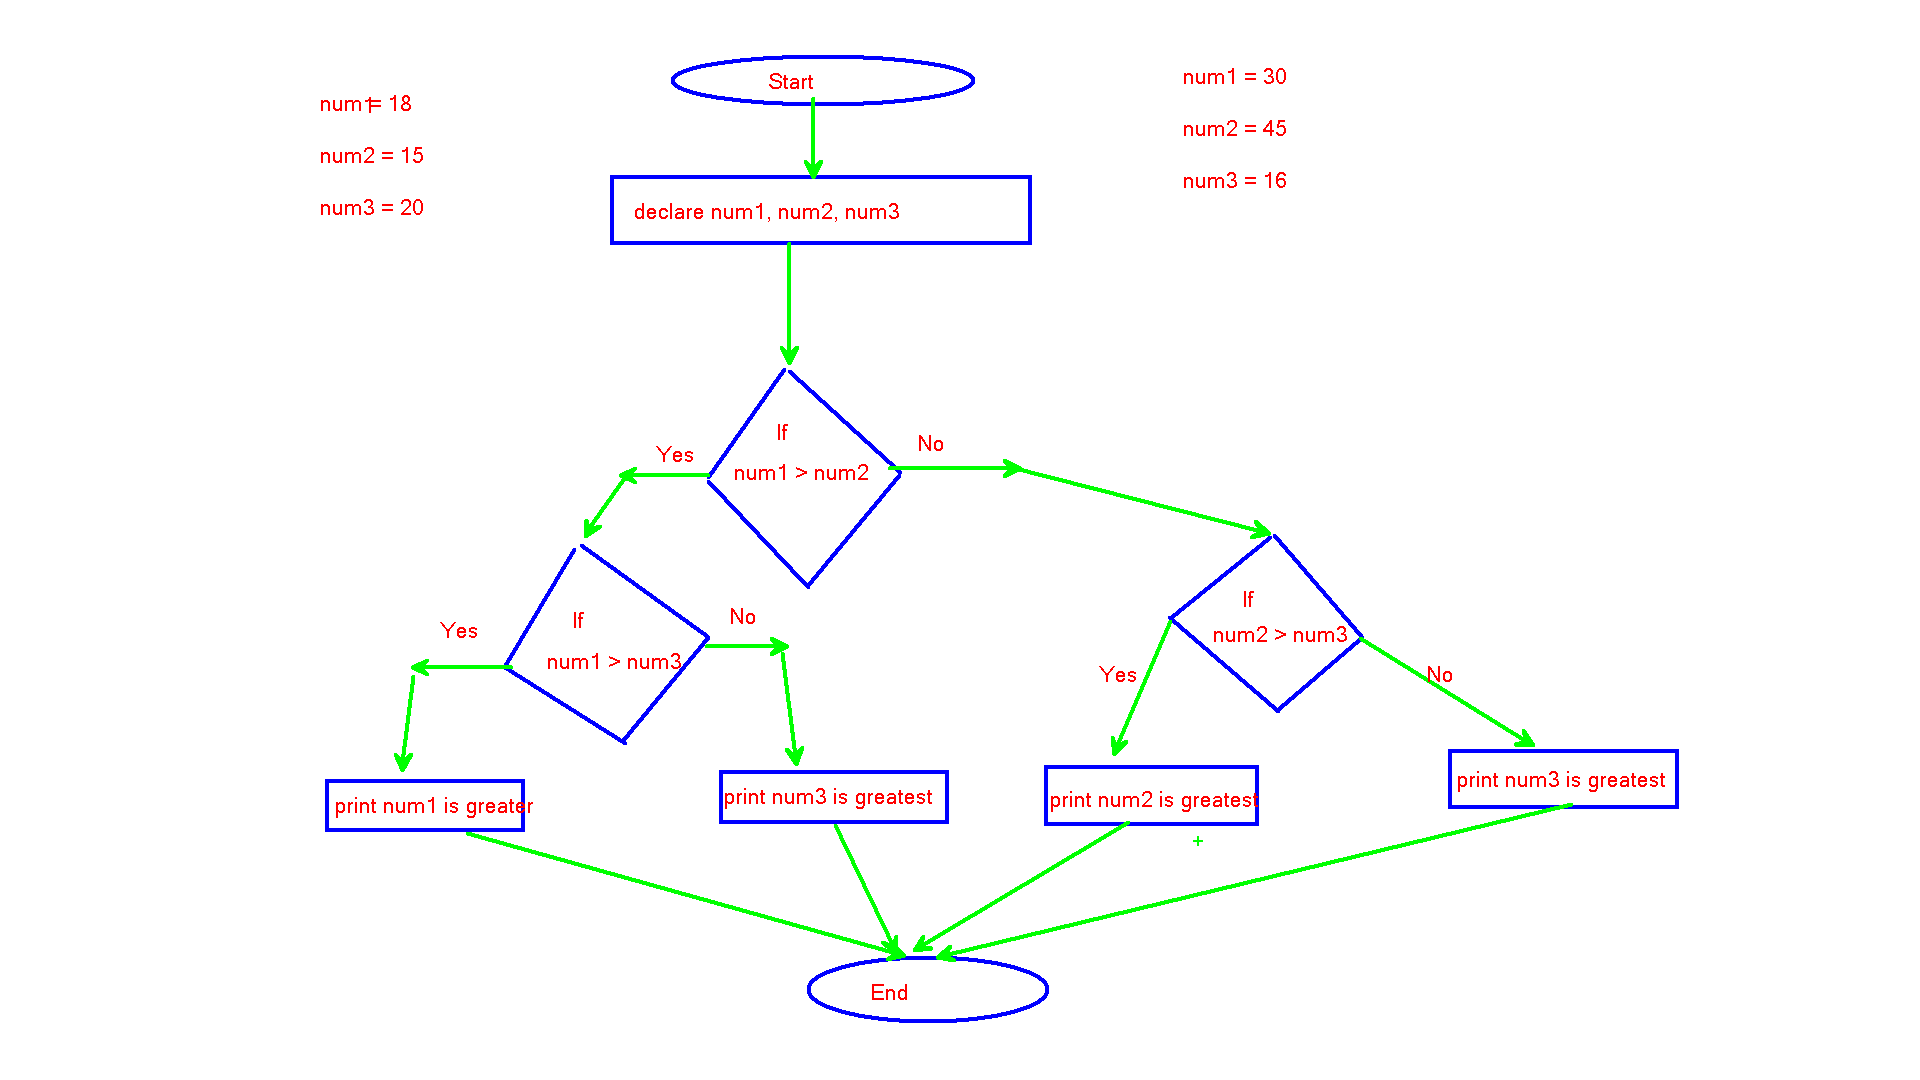 Start
num1= 18
num2 = 15
num3 = 20
num1 = 30
num2 = 45
num3 = 16
declare num1, num2, num3
If
num1 > num2
Yes
No
If
num1 > num3
Yes
No
If
num2 > num3
Yes
No
print num1 is greater
print num3 is greatest
print num2 is greatest
print num3 is greatest
End